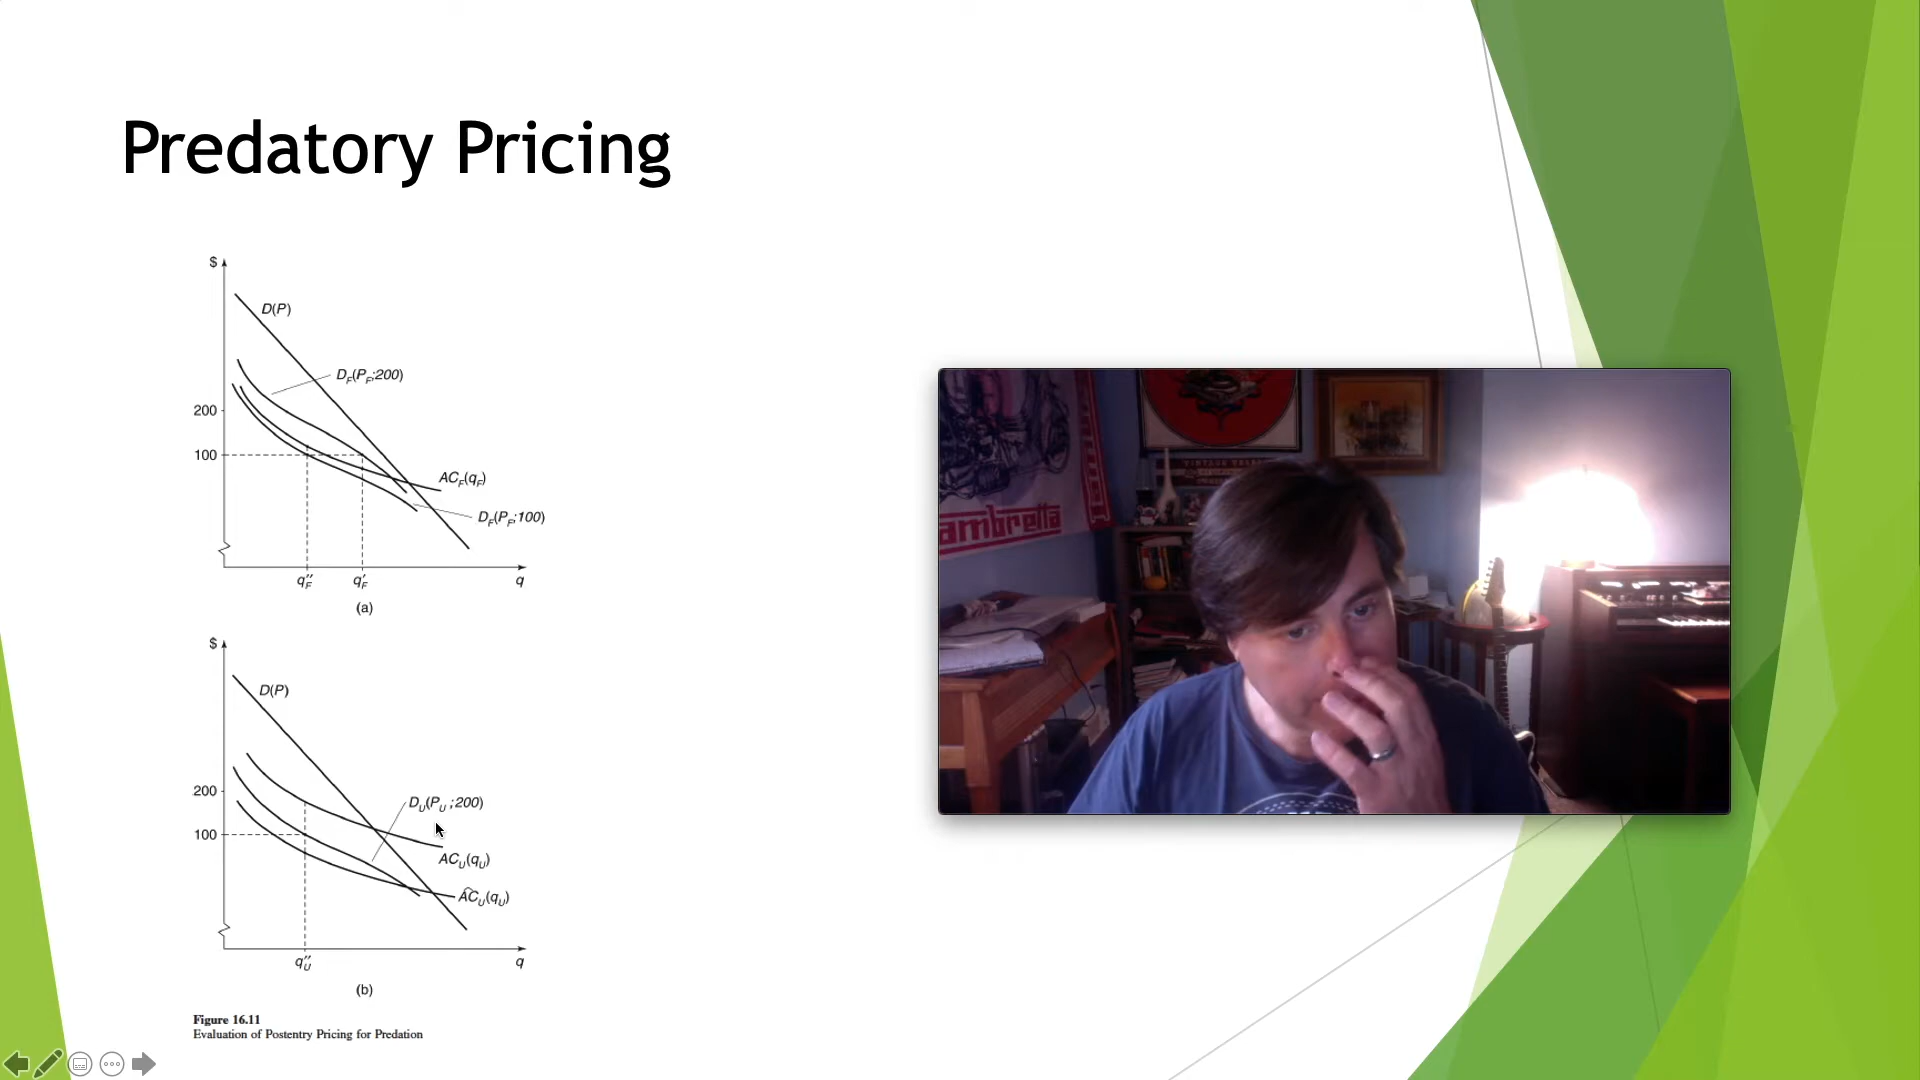 Predatory Pricing
$
D(P)
D_F(P_F;200)
200
100
AC_F(q_F)
D_F(P_F;100)
q″_F
q′_F
q
(a)
$
D(P)
200
D_U(P_U ;200)
100
AC_U(q_U)
ÂC_U(q_U)
q″_U
q
(b)
Figure 16.11
Evaluation of Postentry Pricing for Predation
ambretta